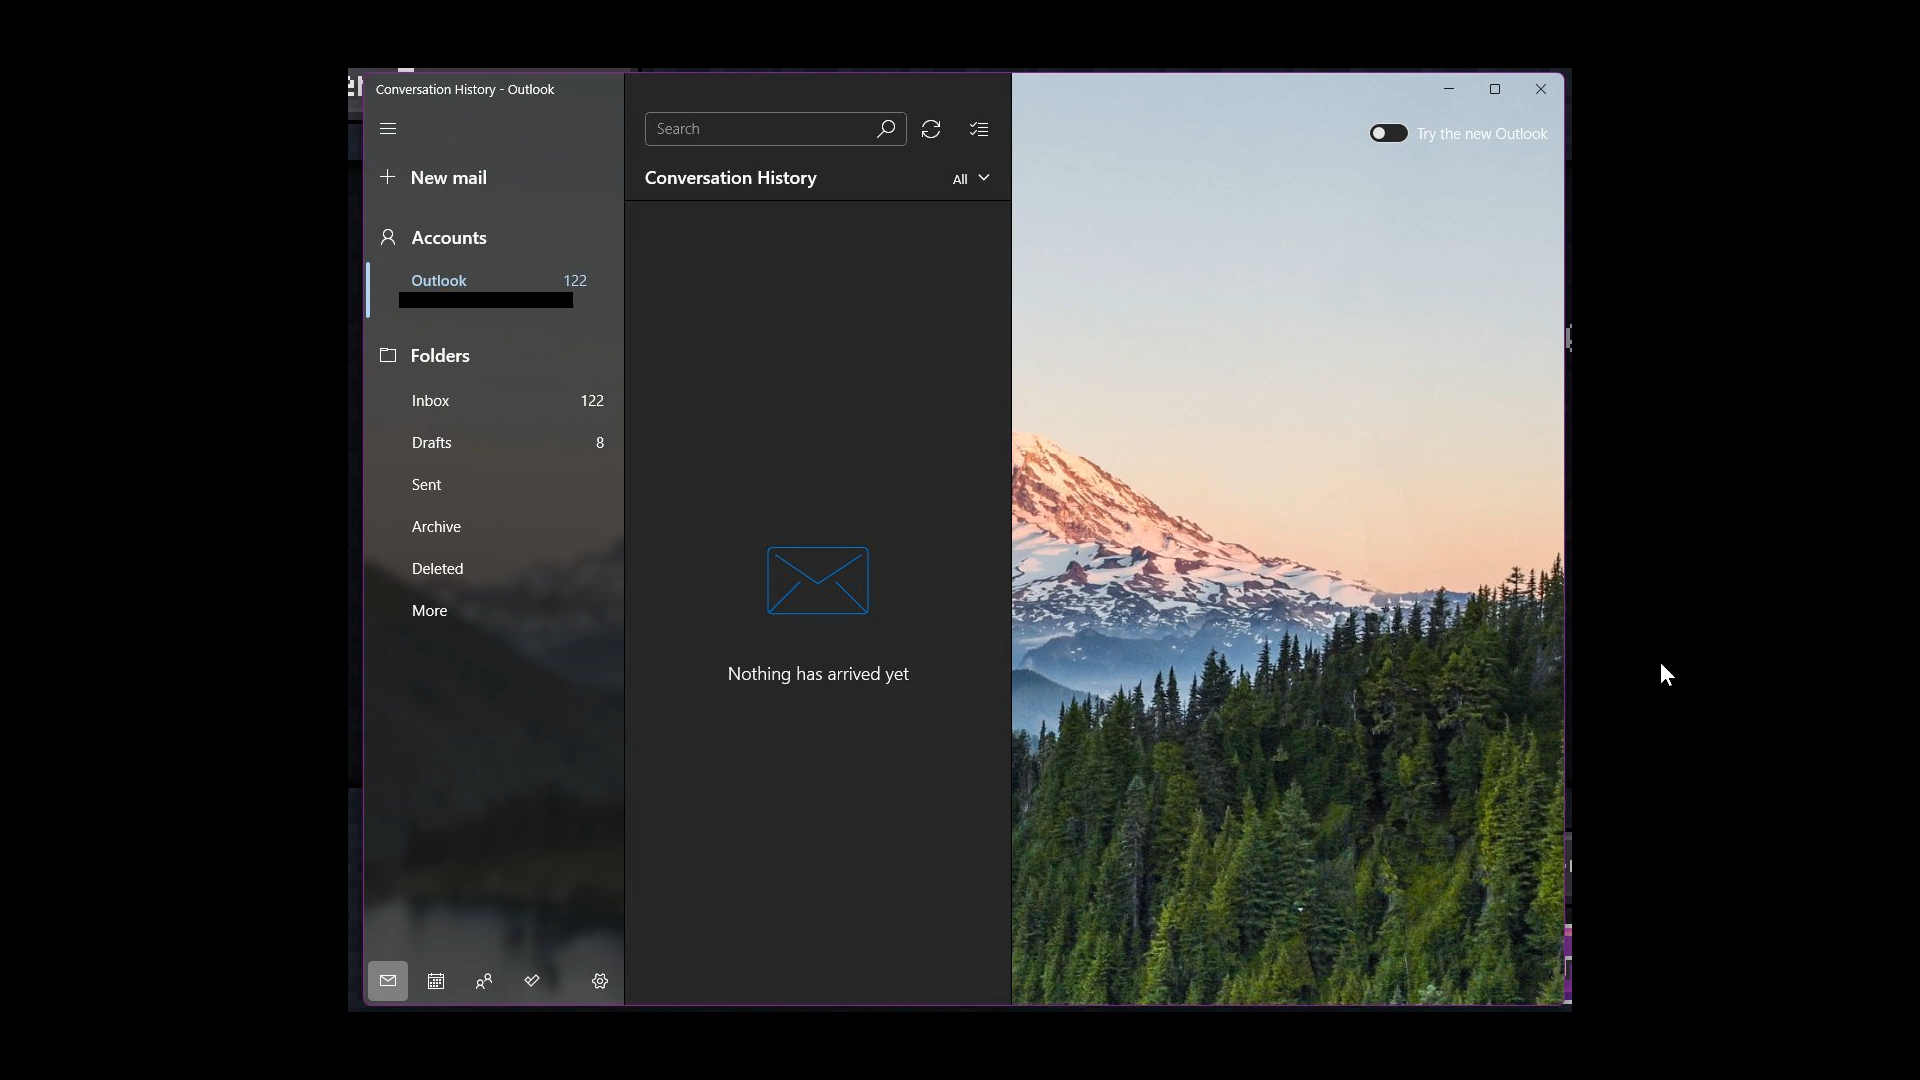 Conversation History - Outlook
New mail
Accounts
Outlook 122
Folders
Inbox 122
Drafts 8
Sent
Archive
Deleted
More
Search
Conversation History All
Nothing has arrived yet
Try the new Outlook